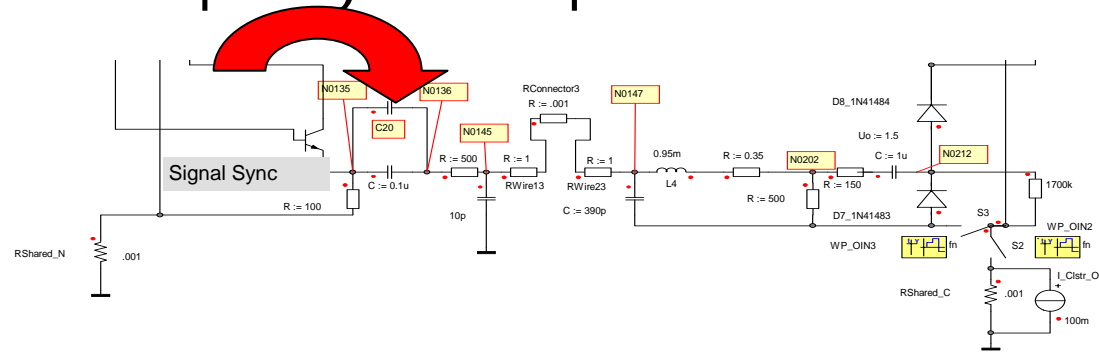 N0135
N0136
C20
RConnector3
R := .001
N0147
D8_1N41484
Signal Sync
N0145
R := 500
R := 1
RWire13
R := 1
RWire23
0.95m
L4
R := 0.35
N0202
Uo := 1.5
C := 1u
N0212
R := 150
C := 0.1u
R := 100
10p
C := 390p
R := 500
D7_1N41483
1700k
S3
WP_OIN3
fn
S2
WP_OIN2
fn
RShared_N
.001
RShared_C
.001
I_Clstr_O
+
100m